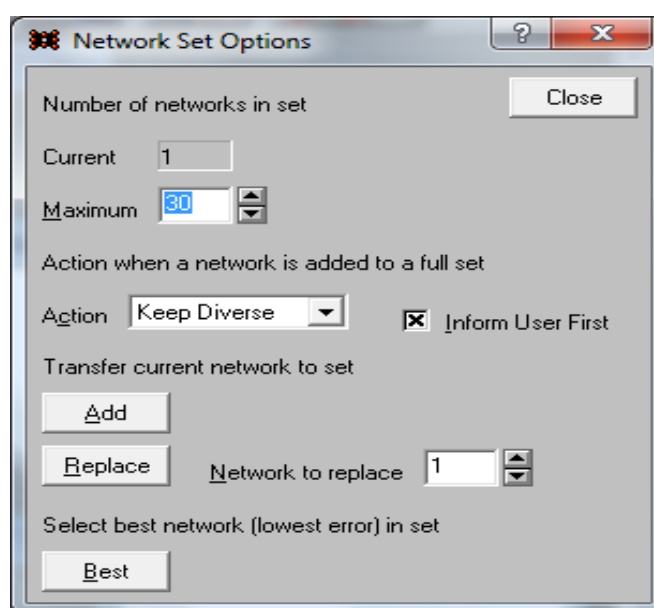 Network Set Options
?
X
Number of networks in set
Close
Current 1
Maximum 30
Action when a network is added to a full set
Action Keep Diverse Inform User First
Transfer current network to set
Add
Replace Network to replace 1
Select best network (lowest error) in set
Best